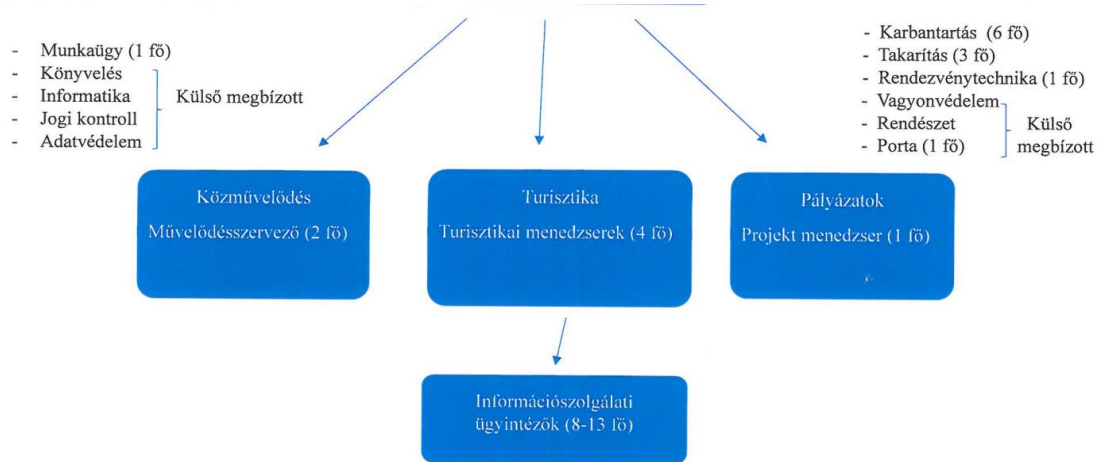 - Munkaügy (1 fő)
- Könyvelés
- Informatika
- Jogi kontroll
- Adatvédelem
Külső megbízott
- Karbantartás (6 fő)
- Takarítás (3 fő)
- Rendezvénytechnika (1 fő)
- Vagyonvédelem
- Rendészet
- Porta (1 fő)
Külső
megbízott
Közművelődés
Művelődésszervező (2 fő)
Turisztika
Turisztikai menedzserek (4 fő)
Pályázatok
Projekt menedzser (1 fő)
Információszolgálati
ügyintézők (8-13 fő)